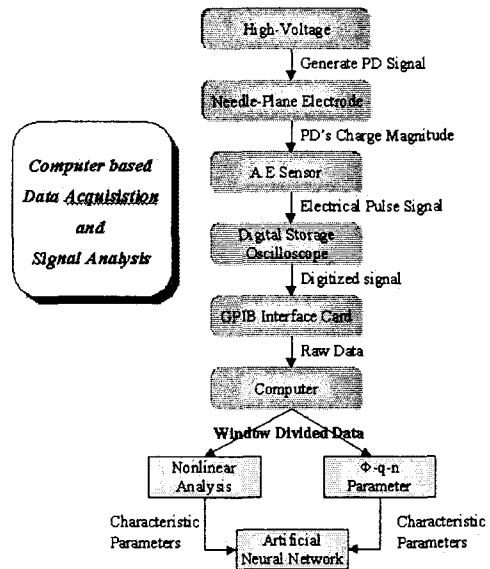 High-Voltage
Generate PD Signal
Needle-Plane Electrode
PD's Charge Magnitude
A.E Sensor
Electrical Pulse Signal
Digital Storage
Oscilloscope
Digitized signal
GPIB Interface Card
Raw Data
Computer
Window Divided Data
Nonlinear
Analysis
Φ-q-n
Parameter
Characteristic
Parameters
Characteristic
Parameters
Artificial
Neural Network
Computer based
Data Acquisistion
and
Signal Analysis